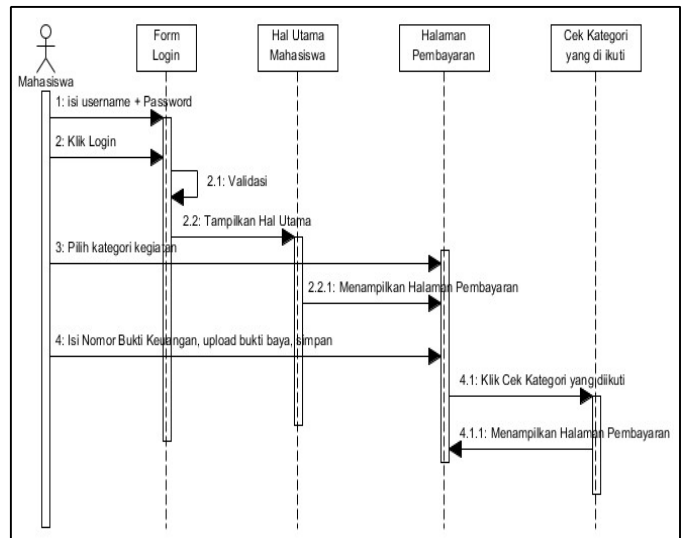 Form
Login
Hal Utama
Mahasiswa
Halaman
Pembayaran
Cek Kategori
yang di ikuti
Mahasiswa
1: isi username + Password
2: Klik Login
2.1: Validasi
2.2: Tampilkan Hal Utama
3: Pilih kategori kegiatan
2.2.1: Menampilkan Halaman Pembayaran
4: Isi Nomor Bukti Keuangan, upload bukti baya, simpan
4.1: Klik Cek Kategori yang diikuti
4.1.1: Menampilkan Halaman Pembayaran